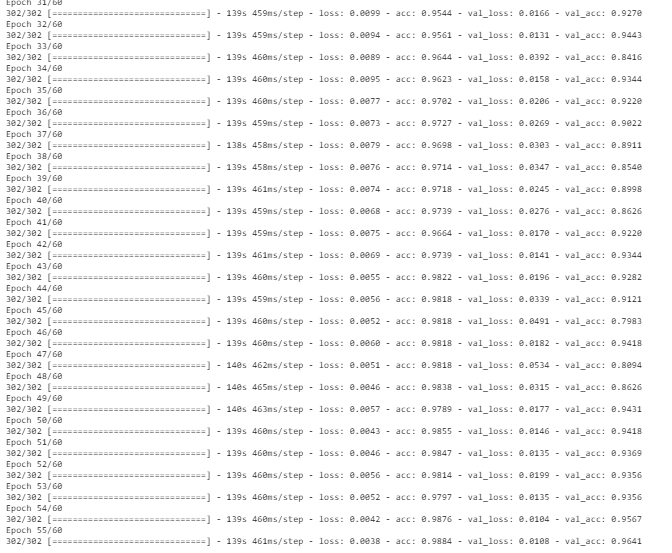 Epoch 31/60
302/302 [==============================] - 139s 459ms/step - loss: 0.0099 - acc: 0.9544 - val_loss: 0.0166 - val_acc: 0.9270
Epoch 32/60
302/302 [==============================] - 139s 459ms/step - loss: 0.0094 - acc: 0.9561 - val_loss: 0.0131 - val_acc: 0.9443
Epoch 33/60
302/302 [==============================] - 139s 460ms/step - loss: 0.0089 - acc: 0.9644 - val_loss: 0.0392 - val_acc: 0.8416
Epoch 34/60
302/302 [==============================] - 139s 460ms/step - loss: 0.0095 - acc: 0.9623 - val_loss: 0.0158 - val_acc: 0.9344
Epoch 35/60
302/302 [==============================] - 139s 460ms/step - loss: 0.0077 - acc: 0.9702 - val_loss: 0.0206 - val_acc: 0.9220
Epoch 36/60
302/302 [==============================] - 139s 459ms/step - loss: 0.0073 - acc: 0.9727 - val_loss: 0.0269 - val_acc: 0.9022
Epoch 37/60
302/302 [==============================] - 138s 458ms/step - loss: 0.0079 - acc: 0.9698 - val_loss: 0.0303 - val_acc: 0.8911
Epoch 38/60
302/302 [==============================] - 139s 458ms/step - loss: 0.0076 - acc: 0.9714 - val_loss: 0.0347 - val_acc: 0.8540
Epoch 39/60
302/302 [==============================] - 139s 461ms/step - loss: 0.0074 - acc: 0.9718 - val_loss: 0.0245 - val_acc: 0.8998
Epoch 40/60
302/302 [==============================] - 139s 459ms/step - loss: 0.0068 - acc: 0.9739 - val_loss: 0.0276 - val_acc: 0.8626
Epoch 41/60
302/302 [==============================] - 139s 459ms/step - loss: 0.0075 - acc: 0.9664 - val_loss: 0.0170 - val_acc: 0.9220
Epoch 42/60
302/302 [==============================] - 139s 461ms/step - loss: 0.0069 - acc: 0.9739 - val_loss: 0.0141 - val_acc: 0.9344
Epoch 43/60
302/302 [==============================] - 139s 460ms/step - loss: 0.0055 - acc: 0.9822 - val_loss: 0.0196 - val_acc: 0.9282
Epoch 44/60
302/302 [==============================] - 139s 459ms/step - loss: 0.0056 - acc: 0.9818 - val_loss: 0.0339 - val_acc: 0.9121
Epoch 45/60
302/302 [==============================] - 139s 460ms/step - loss: 0.0052 - acc: 0.9818 - val_loss: 0.0491 - val_acc: 0.7983
Epoch 46/60
302/302 [==============================] - 139s 460ms/step - loss: 0.0060 - acc: 0.9818 - val_loss: 0.0182 - val_acc: 0.9418
Epoch 47/60
302/302 [==============================] - 140s 462ms/step - loss: 0.0051 - acc: 0.9818 - val_loss: 0.0534 - val_acc: 0.8094
Epoch 48/60
302/302 [==============================] - 140s 465ms/step - loss: 0.0046 - acc: 0.9838 - val_loss: 0.0315 - val_acc: 0.8626
Epoch 49/60
302/302 [==============================] - 140s 463ms/step - loss: 0.0057 - acc: 0.9789 - val_loss: 0.0177 - val_acc: 0.9431
Epoch 50/60
302/302 [==============================] - 139s 460ms/step - loss: 0.0043 - acc: 0.9855 - val_loss: 0.0146 - val_acc: 0.9418
Epoch 51/60
302/302 [==============================] - 139s 460ms/step - loss: 0.0046 - acc: 0.9847 - val_loss: 0.0135 - val_acc: 0.9369
Epoch 52/60
302/302 [==============================] - 139s 460ms/step - loss: 0.0056 - acc: 0.9814 - val_loss: 0.0199 - val_acc: 0.9356
Epoch 53/60
302/302 [==============================] - 139s 460ms/step - loss: 0.0052 - acc: 0.9797 - val_loss: 0.0135 - val_acc: 0.9356
Epoch 54/60
302/302 [==============================] - 139s 460ms/step - loss: 0.0042 - acc: 0.9876 - val_loss: 0.0104 - val_acc: 0.9567
Epoch 55/60
302/302 [==============================] - 139s 461ms/step - loss: 0.0038 - acc: 0.9884 - val_loss: 0.0108 - val_acc: 0.9641